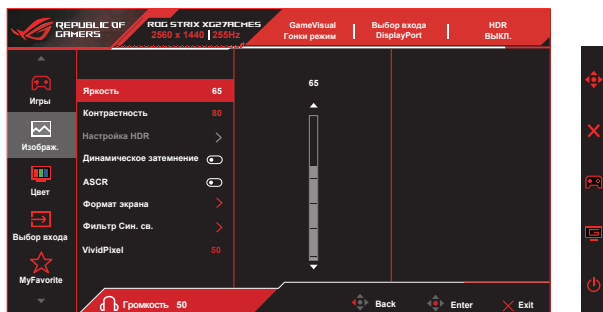 REPUBLIC OF
GAMERS
ROG STRIX XG27ACMES
2560 x 1440 255Hz
GameVisual
Гонки режим
Выбор входа
DisplayPort
HDR
ВЫКЛ.
Игры
Изображ.
Цвет
Выбор входа
MyFavorite
Яркость 65
Контрастность 80
Настройка HDR
Динамическое затемнение
ASCR
Формат экрана
Фильтр Син. св.
VividPixel 50
65
Громкость 50
Back
Enter
Exit